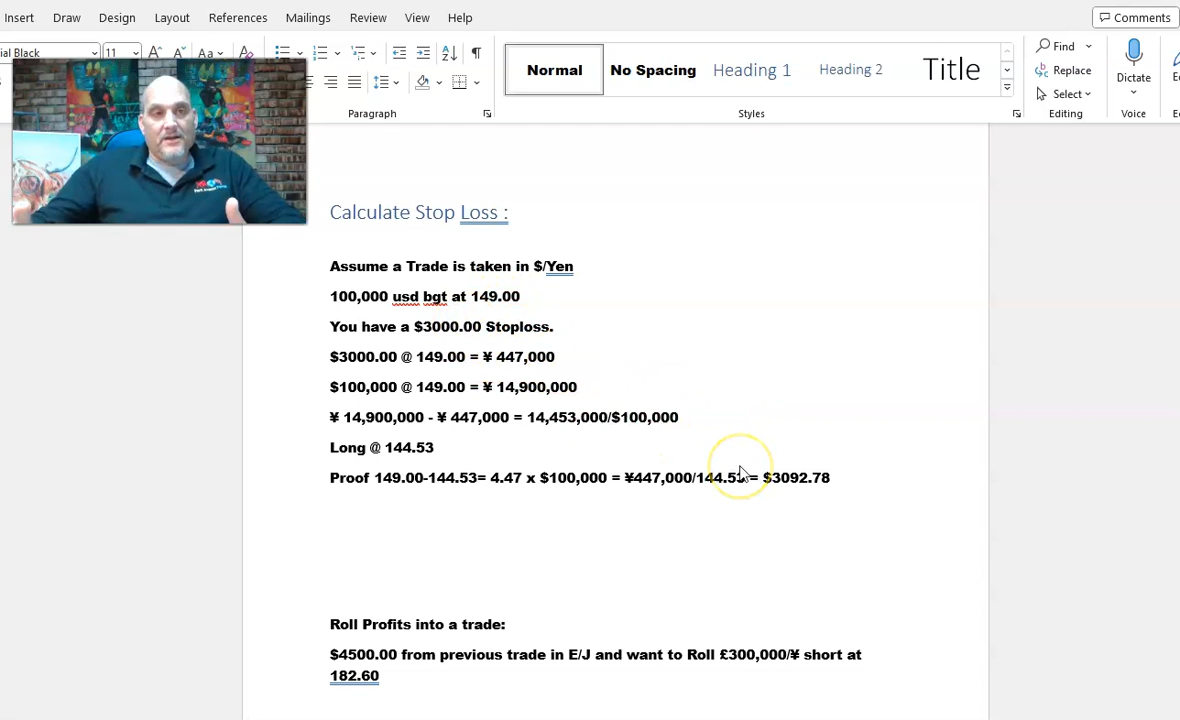 Insert Draw Design Layout References Mailings Review View Help Comments
ial Black 11 Aa Normal No Spacing Heading 1 Heading 2 Title Find
Replace
Dictate
Select
Paragraph Styles Editing Voice
Calculate Stop Loss :
Assume a Trade is taken in $/Yen
100,000 usd bgt at 149.00
You have a $3000.00 Stoploss.
$3000.00 @ 149.00 = ¥ 447,000
$100,000 @ 149.00 = ¥ 14,900,000
¥ 14,900,000 - ¥ 447,000 = 14,453,000/$100,000
Long @ 144.53
Proof 149.00-144.53= 4.47 x $100,000 = ¥447,000/144.53= $3092.78
Roll Profits into a trade:
$4500.00 from previous trade in E/J and want to Roll £300,000/¥ short at
182.60